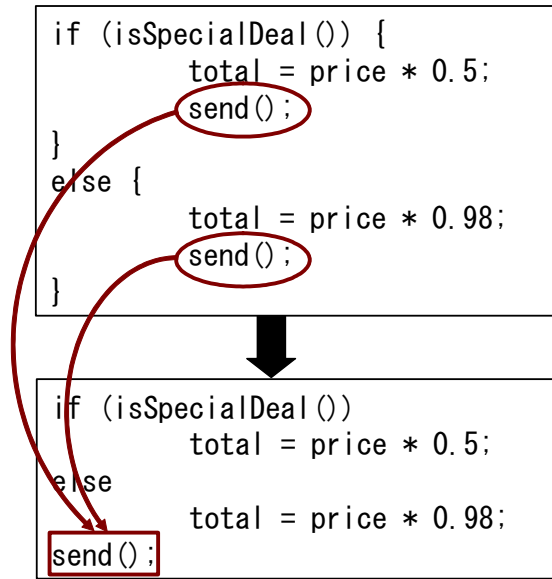 if (isSpecialDeal()) {
total = price * 0.5;
send();
}
else {
total = price * 0.98;
send();
}
if (isSpecialDeal())
total = price * 0.5;
else
total = price * 0.98;
send();